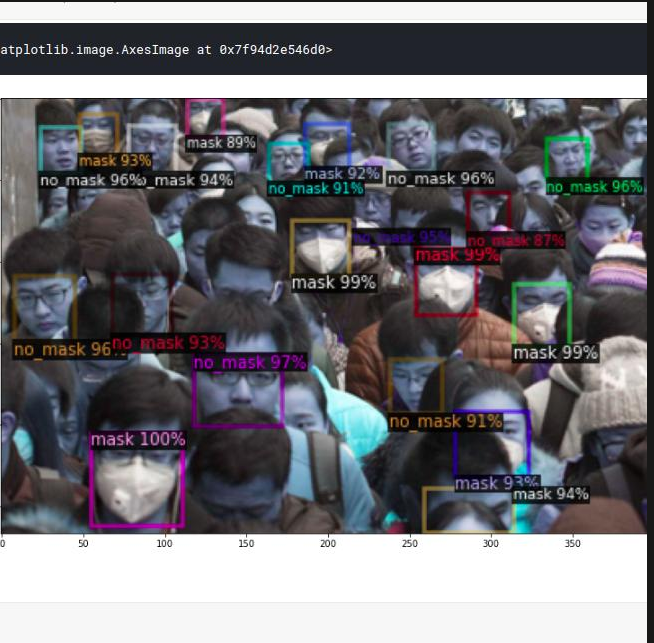 atplotlib.image.AxesImage at 0x7f94d2e546d0>
mask 89%
mask 93%
mask 92%
no_mask 96%
o_mask 94%
no_mask 91%
no_mask 96%
no_mask 96%
no_mask 95%
no_mask 87%
mask 99%
mask 99%
no_mask 96
no_mask 93%
mask 99%
no_mask 97%
no_mask 91%
mask 100%
mask 93%
mask 94%
0 50 100 150 200 250 300 350